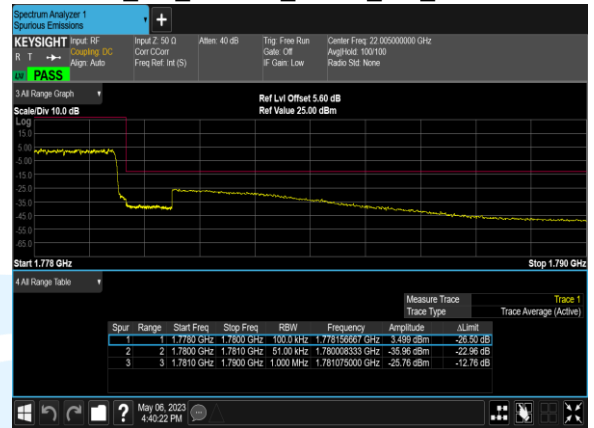 Spectrum Analyzer 1
Spurious Emissions
KEYSIGHT Input: RF Input Z: 50 Ω Atten: 40 dB Trig: Free Run Center Freq: 22.005000000 GHz
R T Coupling: DC Corr CCorr Gate: Off Avg|Hold: 100/100
Align: Auto Freq Ref: Int (S) IF Gain: Low Radio Std: None
LXI PASS
3 All Range Graph
Ref Lvl Offset 5.60 dB
Scale/Div 10.0 dB Ref Value 25.00 dBm
Log
15.0
5.00
-5.00
-15.0
-25.0
-35.0
-45.0
-55.0
-65.0
Start 1.778 GHz Stop 1.790 GHz
4 All Range Table
Measure Trace Trace 1
Trace Type Trace Average (Active)
Spur Range Start Freq Stop Freq RBW Frequency Amplitude ΔLimit
1 1 1.7780 GHz 1.7800 GHz 100.0 kHz 1.778156667 GHz 3.499 dBm -26.50 dB
2 2 1.7800 GHz 1.7810 GHz 51.00 kHz 1.780008333 GHz -35.96 dBm -22.96 dB
3 3 1.7810 GHz 1.7900 GHz 1.000 MHz 1.781075000 GHz -25.76 dBm -12.76 dB
? May 06, 2023
4:40:22 PM